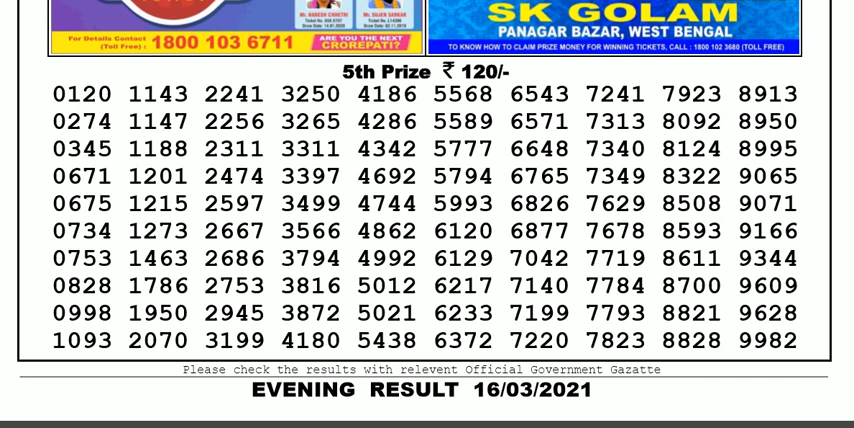 Mr. NARESH CHHETRI
Mr. SUJEN SARKAR
For Details Contact
(Toll Free) : 1800 103 6711
ARE YOU THE NEXT
CROREPATI?
SK GOLAM
PANAGAR BAZAR, WEST BENGAL
TO KNOW HOW TO CLAIM PRIZE MONEY FOR WINNING TICKETS, CALL : 1800 102 3680 (TOLL FREE)
5th Prize ₹ 120/-
0120 1143 2241 3250 4186 5568 6543 7241 7923 8913
0274 1147 2256 3265 4286 5589 6571 7313 8092 8950
0345 1188 2311 3311 4342 5777 6648 7340 8124 8995
0671 1201 2474 3397 4692 5794 6765 7349 8322 9065
0675 1215 2597 3499 4744 5993 6826 7629 8508 9071
0734 1273 2667 3566 4862 6120 6877 7678 8593 9166
0753 1463 2686 3794 4992 6129 7042 7719 8611 9344
0828 1786 2753 3816 5012 6217 7140 7784 8700 9609
0998 1950 2945 3872 5021 6233 7199 7793 8821 9628
1093 2070 3199 4180 5438 6372 7220 7823 8828 9982
Please check the results with relevent Official Government Gazatte
EVENING RESULT 16/03/2021